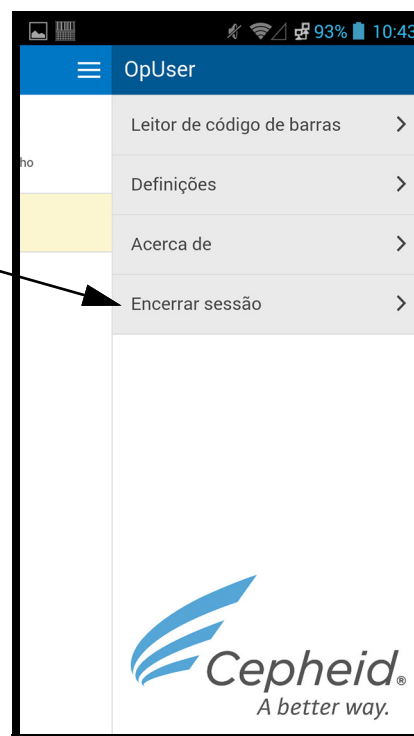 93% 10:43
OpUser
Leitor de código de barras
ho
Definições
Acerca de
Encerrar sessão
Cepheid®
A better way.